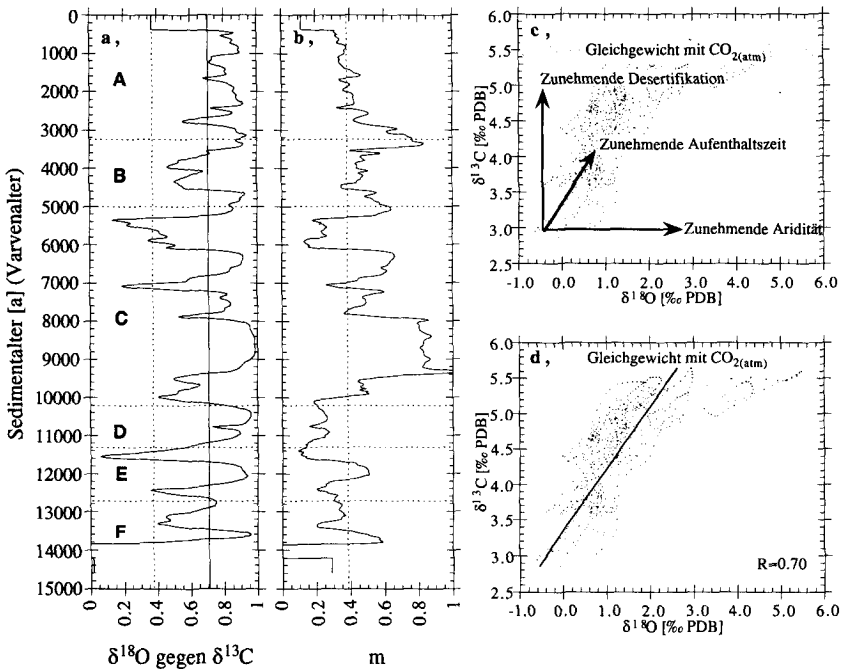 a,
b,
0
1000
2000
3000
4000
5000
6000
7000
8000
9000
10000
11000
12000
13000
14000
15000
Sedimentalter [a] (Varvenalter)
A
B
C
D
E
F
0 0.2 0.4 0.6 0.8 1
0 0.2 0.4 0.6 0.8 1
δ¹⁸O gegen δ¹³C
m
c,
Gleichgewicht mit CO₂₍ₐₜₘ₎
Zunehmende Desertifikation
Zunehmende Aufenthaltszeit
Zunehmende Aridität
6.0
5.5
5.0
4.5
4.0
3.5
3.0
2.5
δ¹³C [‰ PDB]
-1.0 0.0 1.0 2.0 3.0 4.0 5.0 6.0
δ¹⁸O [‰ PDB]
d,
Gleichgewicht mit CO₂₍ₐₜₘ₎
6.0
5.5
5.0
4.5
4.0
3.5
3.0
2.5
δ¹³C [‰ PDB]
R=0.70
-1.0 0.0 1.0 2.0 3.0 4.0 5.0 6.0
δ¹⁸O [‰ PDB]